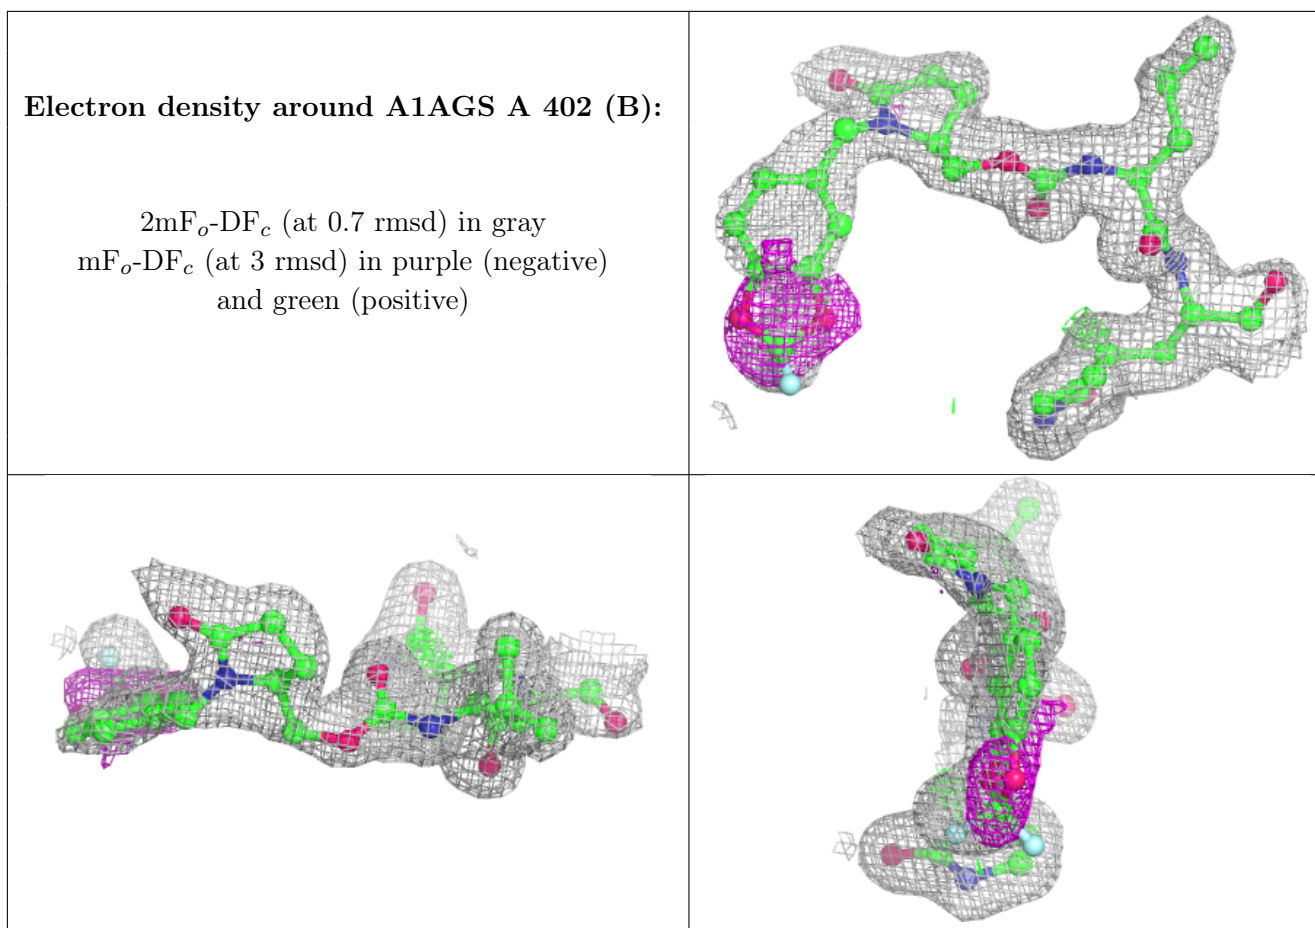 Electron density around A1AGS A 402 (B):
2mFₒ-DF𝒸 (at 0.7 rmsd) in gray
mFₒ-DF𝒸 (at 3 rmsd) in purple (negative)
and green (positive)